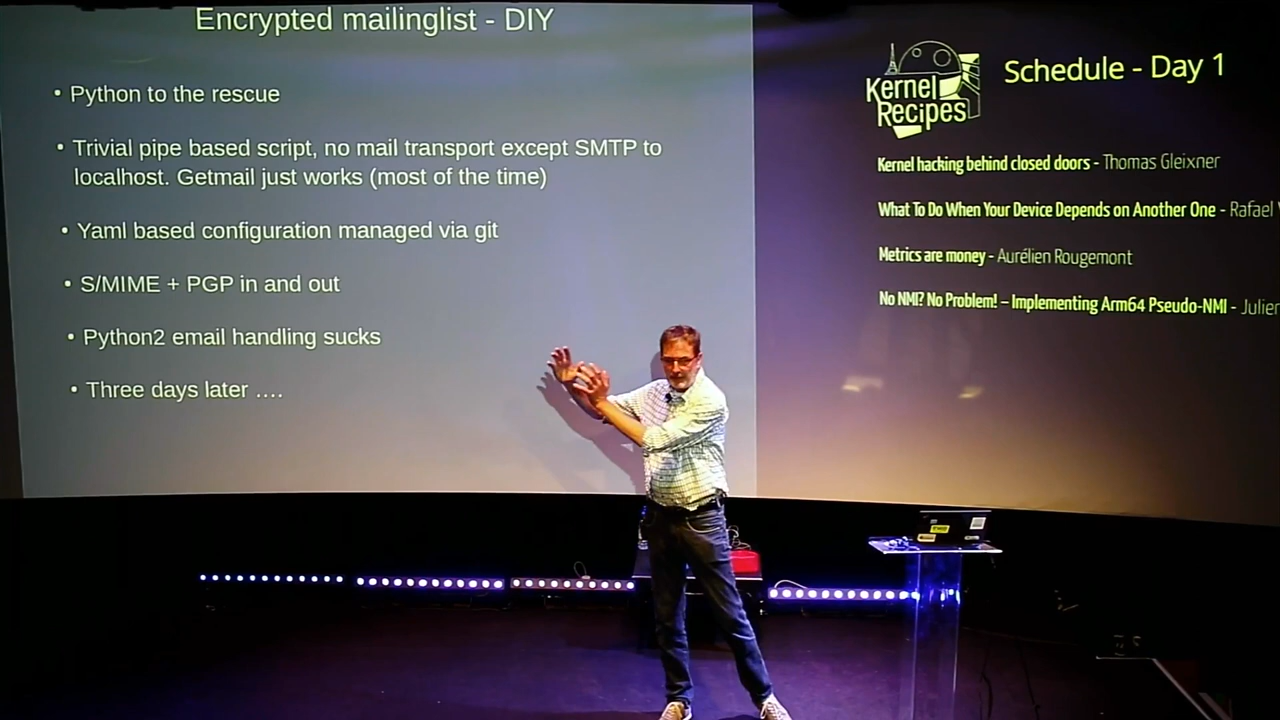 Encrypted mailinglist - DIY
• Python to the rescue
• Trivial pipe based script, no mail transport except SMTP to
localhost. Getmail just works (most of the time)
• Yaml based configuration managed via git
• S/MIME + PGP in and out
• Python2 email handling sucks
• Three days later ....
Kernel
Recipes
Schedule - Day 1
Kernel hacking behind closed doors - Thomas Gleixner
What To Do When Your Device Depends on Another One - Rafael
Metrics are money - Aurélien Rougemont
No NMI? No Problem! – Implementing Arm64 Pseudo-NMI - Julien